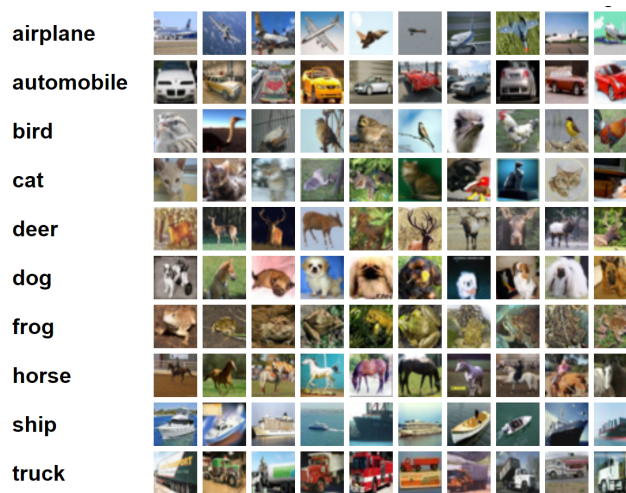 airplane
automobile
bird
cat
deer
dog
frog
horse
ship
truck